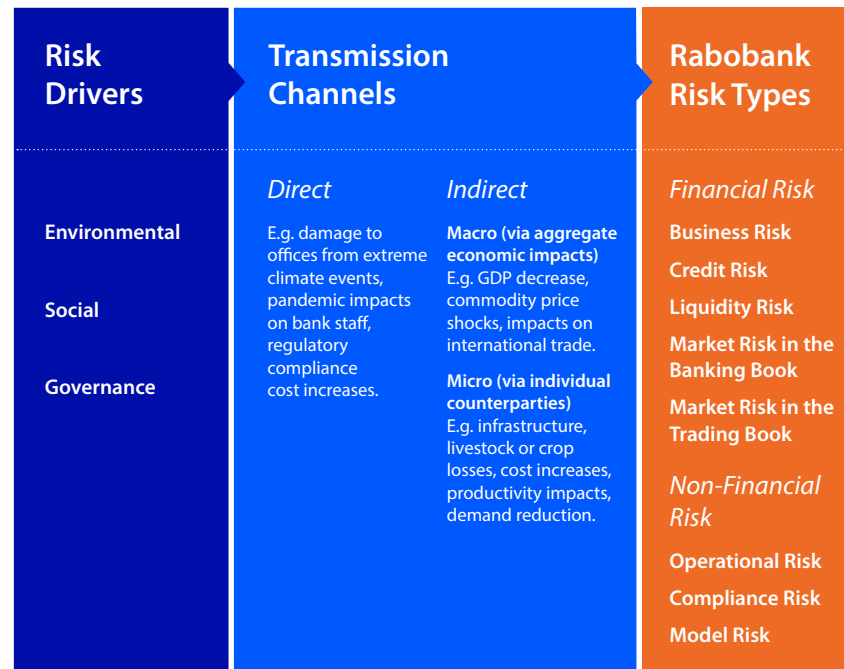 Risk
Drivers
Transmission
Channels
Rabobank
Risk Types
Environmental
Social
Governance
Direct
E.g. damage to
offices from extreme
climate events,
pandemic impacts
on bank staff,
regulatory
compliance
cost increases.
Indirect
Macro (via aggregate
economic impacts)
E.g. GDP decrease,
commodity price
shocks, impacts on
international trade.
Micro (via individual
counterparties)
E.g. infrastructure,
livestock or crop
losses, cost increases,
productivity impacts,
demand reduction.
Financial Risk
Business Risk
Credit Risk
Liquidity Risk
Market Risk in the
Banking Book
Market Risk in the
Trading Book
Non-Financial
Risk
Operational Risk
Compliance Risk
Model Risk